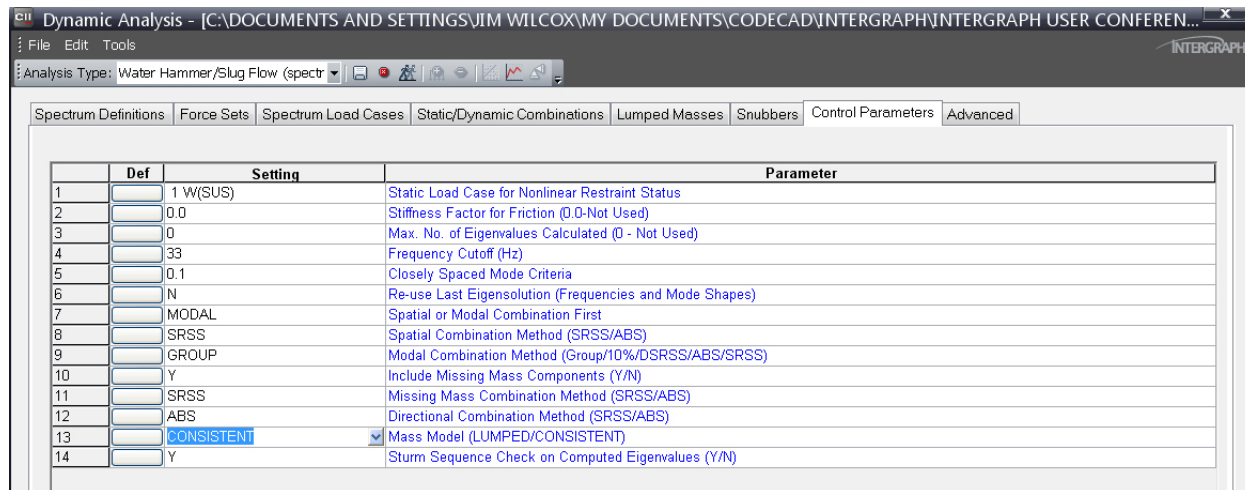 CII Dynamic Analysis - [C:\DOCUMENTS AND SETTINGS\JIM WILCOX\MY DOCUMENTS\CODECAD\INTERGRAPH\INTERGRAPH USER CONFEREN... x
File Edit Tools INTERGRAPH
Analysis Type: Water Hammer/Slug Flow (spectr
Spectrum Definitions Force Sets Spectrum Load Cases Static/Dynamic Combinations Lumped Masses Snubbers Control Parameters Advanced
Def Setting Parameter
1 1 W(SUS) Static Load Case for Nonlinear Restraint Status
2 0.0 Stiffness Factor for Friction (0.0-Not Used)
3 0 Max. No. of Eigenvalues Calculated (0 - Not Used)
4 33 Frequency Cutoff (Hz)
5 0.1 Closely Spaced Mode Criteria
6 N Re-use Last Eigensolution (Frequencies and Mode Shapes)
7 MODAL Spatial or Modal Combination First
8 SRSS Spatial Combination Method (SRSS/ABS)
9 GROUP Modal Combination Method (Group/10%/DSRSS/ABS/SRSS)
10 Y Include Missing Mass Components (Y/N)
11 SRSS Missing Mass Combination Method (SRSS/ABS)
12 ABS Directional Combination Method (SRSS/ABS)
13 CONSISTENT Mass Model (LUMPED/CONSISTENT)
14 Y Sturm Sequence Check on Computed Eigenvalues (Y/N)